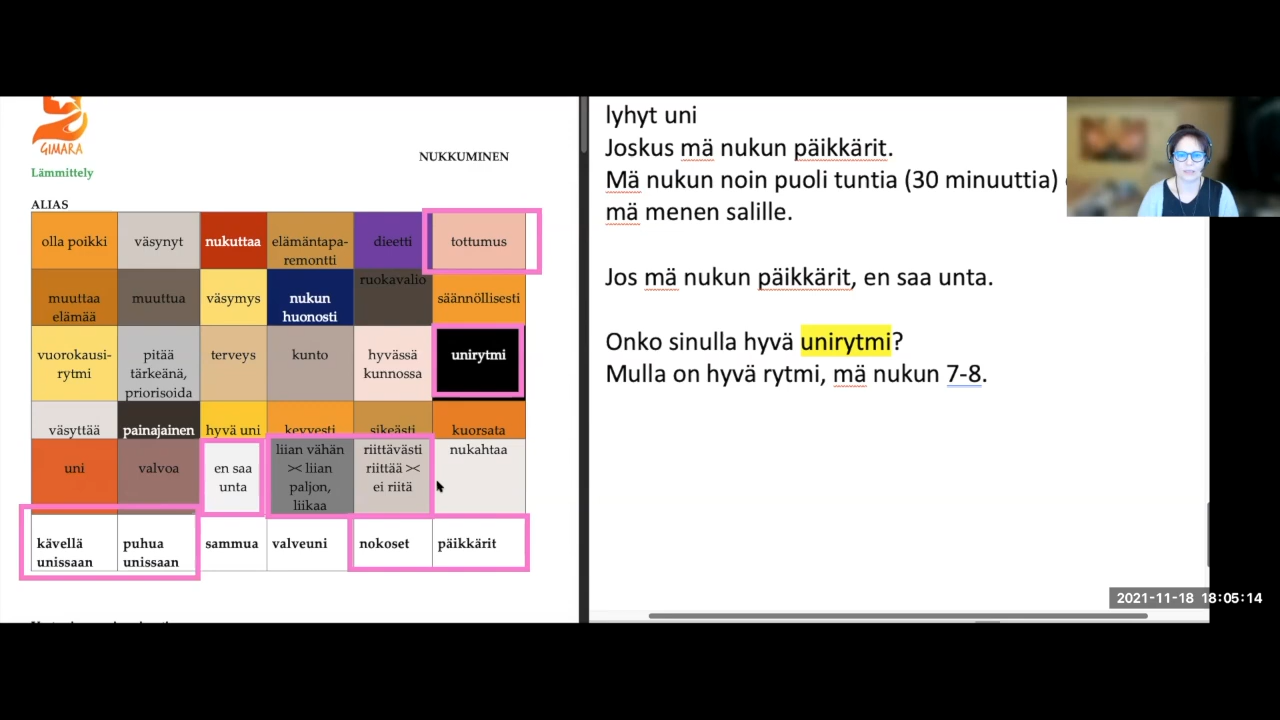 GIMARA
NUKKUMINEN
Lämmittely
ALIAS
olla poikki
väsynyt
nukuttaa
elämäntapa-
remontti
dieetti
tottumus
muuttaa
elämää
muuttua
väsymys
nukun
huonosti
ruokavalio
säännöllisesti
vuorokausi-
rytmi
pitää
tärkeänä,
priorisoida
terveys
kunto
hyvässä
kunnossa
unirytmi
väsyttää
painajainen
hyvä uni
kevyesti
sikeästi
kuorsata
uni
valvoa
en saa
unta
liian vähän
>< liian
paljon,
liikaa
riittävästi
riittää ><
ei riitä
nukahtaa
kävellä
unissaan
puhua
unissaan
sammua
valveuni
nokoset
päikkärit
lyhyt uni
Joskus mä nukun päikkärit.
Mä nukun noin puoli tuntia (30 minuuttia)
mä menen salille.
Jos mä nukun päikkärit, en saa unta.
Onko sinulla hyvä unirytmi?
Mulla on hyvä rytmi, mä nukun 7-8.
2021-11-18 18:05:14